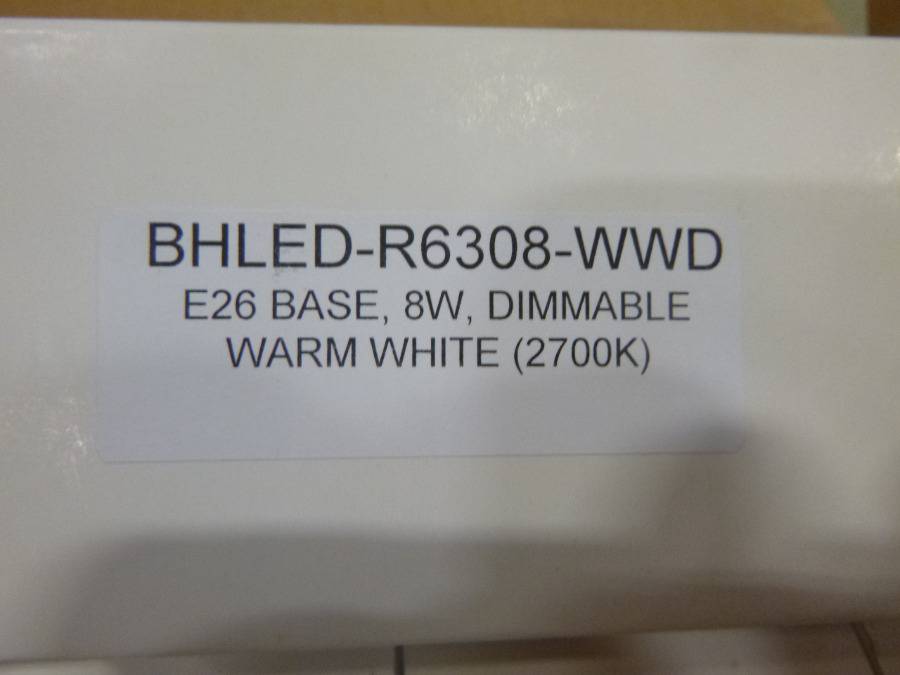 BHLED-R6308-WWD
E26 BASE, 8W, DIMMABLE
WARM WHITE (2700K)